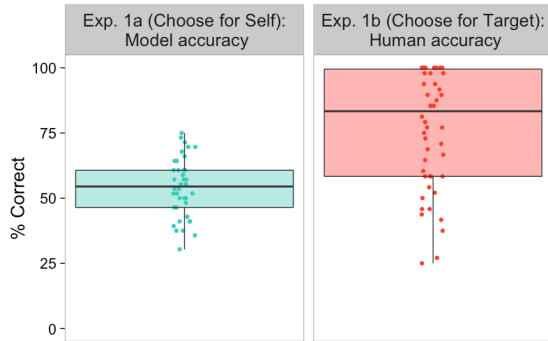 Exp. 1a (Choose for Self):
Model accuracy
Exp. 1b (Choose for Target):
Human accuracy
% Correct
100
75
50
25
0